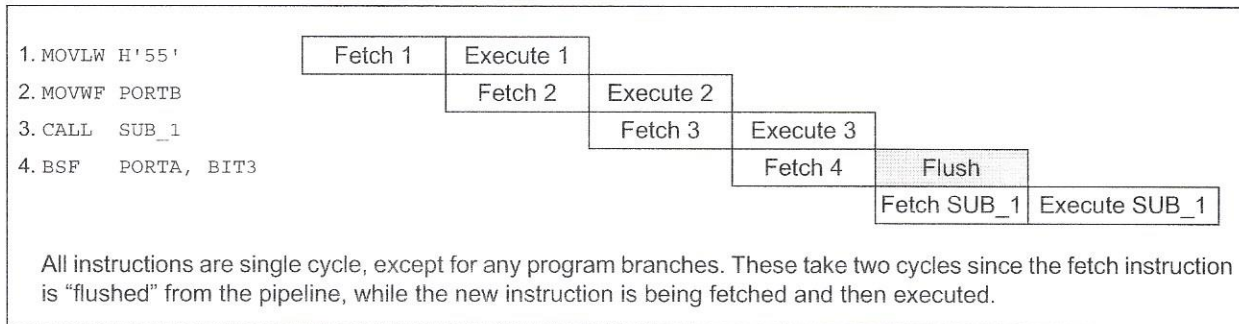 1. MOVLW H'55' Fetch 1 Execute 1
2. MOVWF PORTB Fetch 2 Execute 2
3. CALL SUB_1 Fetch 3 Execute 3
4. BSF PORTA, BIT3 Fetch 4 Flush
Fetch SUB_1 Execute SUB_1
All instructions are single cycle, except for any program branches. These take two cycles since the fetch instruction
is “flushed” from the pipeline, while the new instruction is being fetched and then executed.